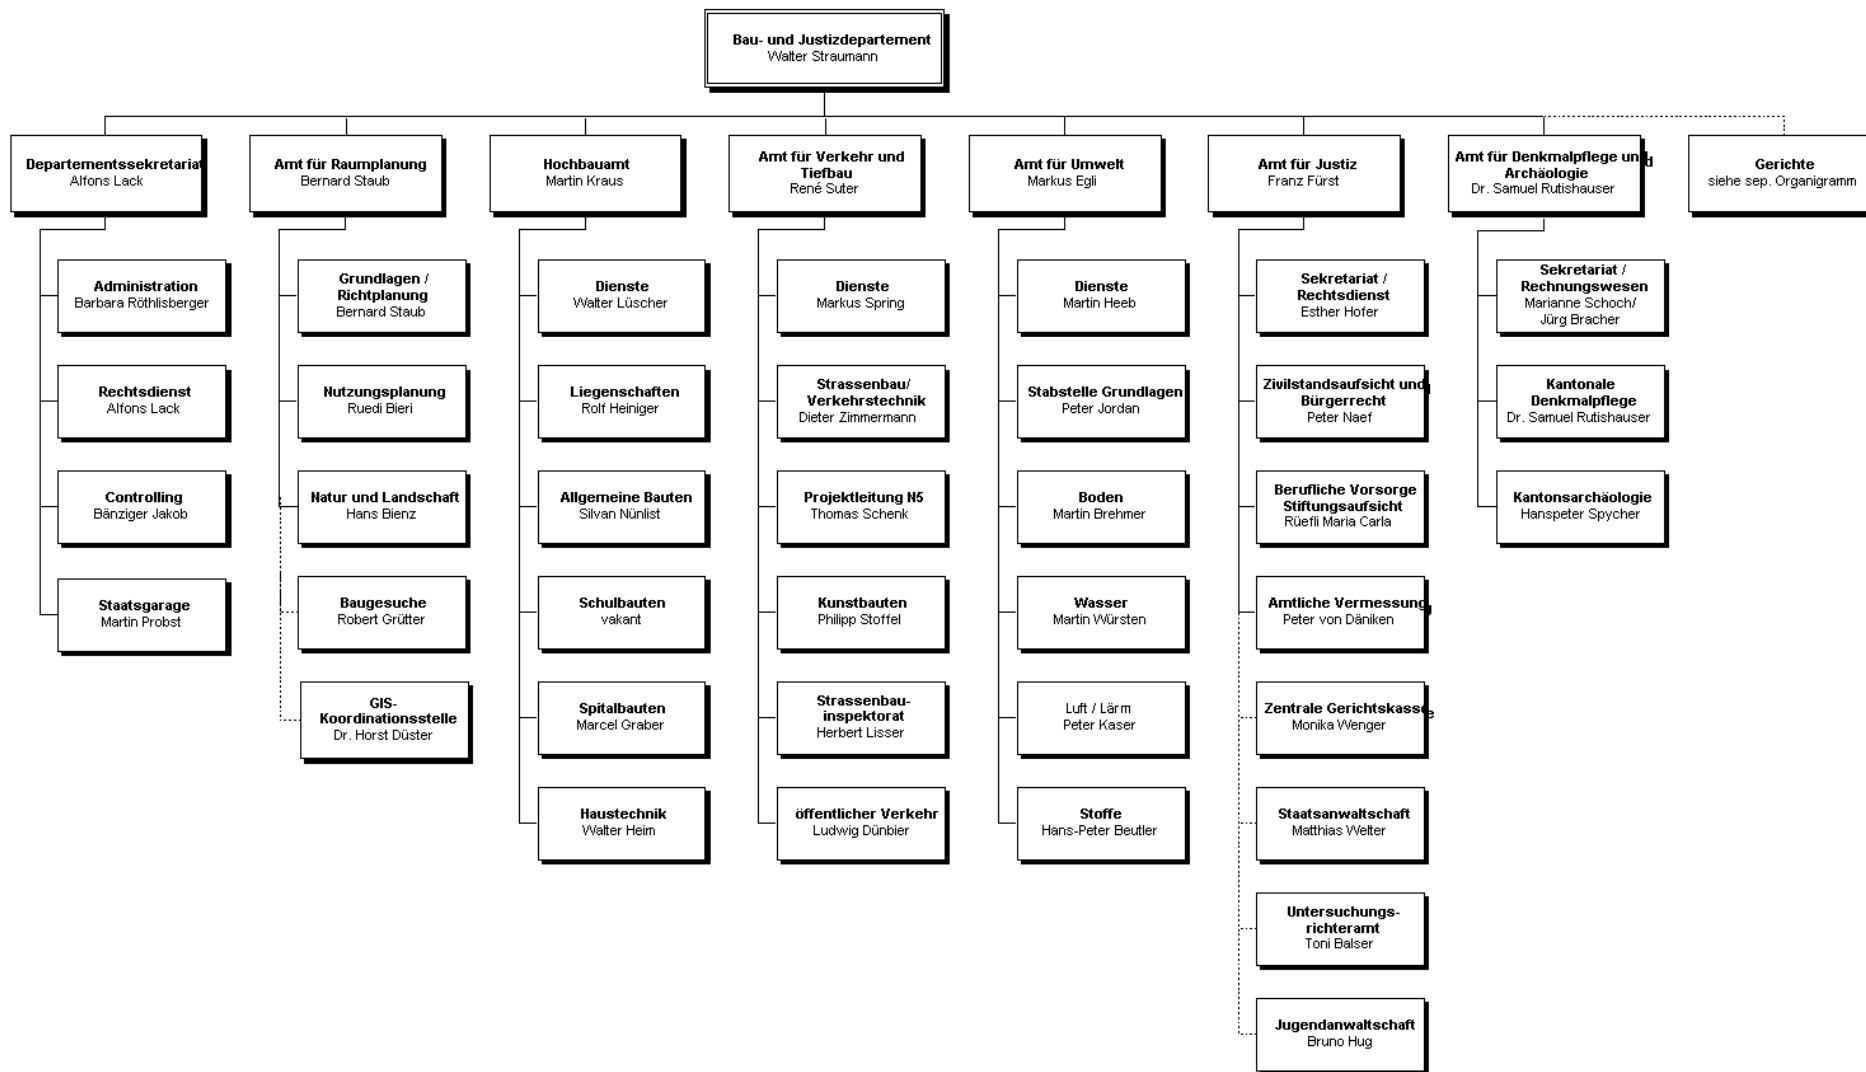 Bau- und Justizdepartement
Walter Straumann
Departementssekretariat
Alfons Lack
Amt für Raumplanung
Bernard Staub
Hochbauamt
Martin Kraus
Amt für Verkehr und
Tiefbau
René Suter
Amt für Umwelt
Markus Egli
Amt für Justiz
Franz Fürst
Amt für Denkmalpflege und
Archäologie
Dr. Samuel Rutishauser
Gerichte
siehe sep. Organigramm
Administration
Barbara Röthlisberger
Rechtsdienst
Alfons Lack
Controlling
Bänziger Jakob
Staatsgarage
Martin Probst
Grundlagen /
Richtplanung
Bernard Staub
Nutzungsplanung
Ruedi Bieri
Natur und Landschaft
Hans Bienz
Baugesuche
Robert Grütter
GIS-
Koordinationsstelle
Dr. Horst Düster
Dienste
Walter Lüscher
Liegenschaften
Rolf Heiniger
Allgemeine Bauten
Silvan Nünlist
Schulbauten
vakant
Spitalbauten
Marcel Graber
Haustechnik
Walter Heim
Dienste
Markus Spring
Strassenbau/
Verkehrstechnik
Dieter Zimmermann
Projektleitung N5
Thomas Schenk
Kunstbauten
Philipp Stoffel
Strassenbau-
inspektorat
Herbert Lisser
öffentlicher Verkehr
Ludwig Dünbier
Dienste
Martin Heeb
Stabstelle Grundlagen
Peter Jordan
Boden
Martin Brehmer
Wasser
Martin Würsten
Luft / Lärm
Peter Kaser
Stoffe
Hans-Peter Beutler
Sekretariat /
Rechtsdienst
Esther Hofer
Zivilstandsaufsicht und
Bürgerrecht
Peter Naef
Berufliche Vorsorge
Stiftungsaufsicht
Rüefli Maria Carla
Amtliche Vermessung
Peter von Däniken
Zentrale Gerichtskasse
Monika Wenger
Staatsanwaltschaft
Matthias Welter
Untersuchungs-
richteramt
Toni Balser
Jugendanwaltschaft
Bruno Hug
Sekretariat /
Rechnungswesen
Marianne Schoch/
Jürg Bracher
Kantonale
Denkmalpflege
Dr. Samuel Rutishauser
Kantonsarchäologie
Hanspeter Spycher